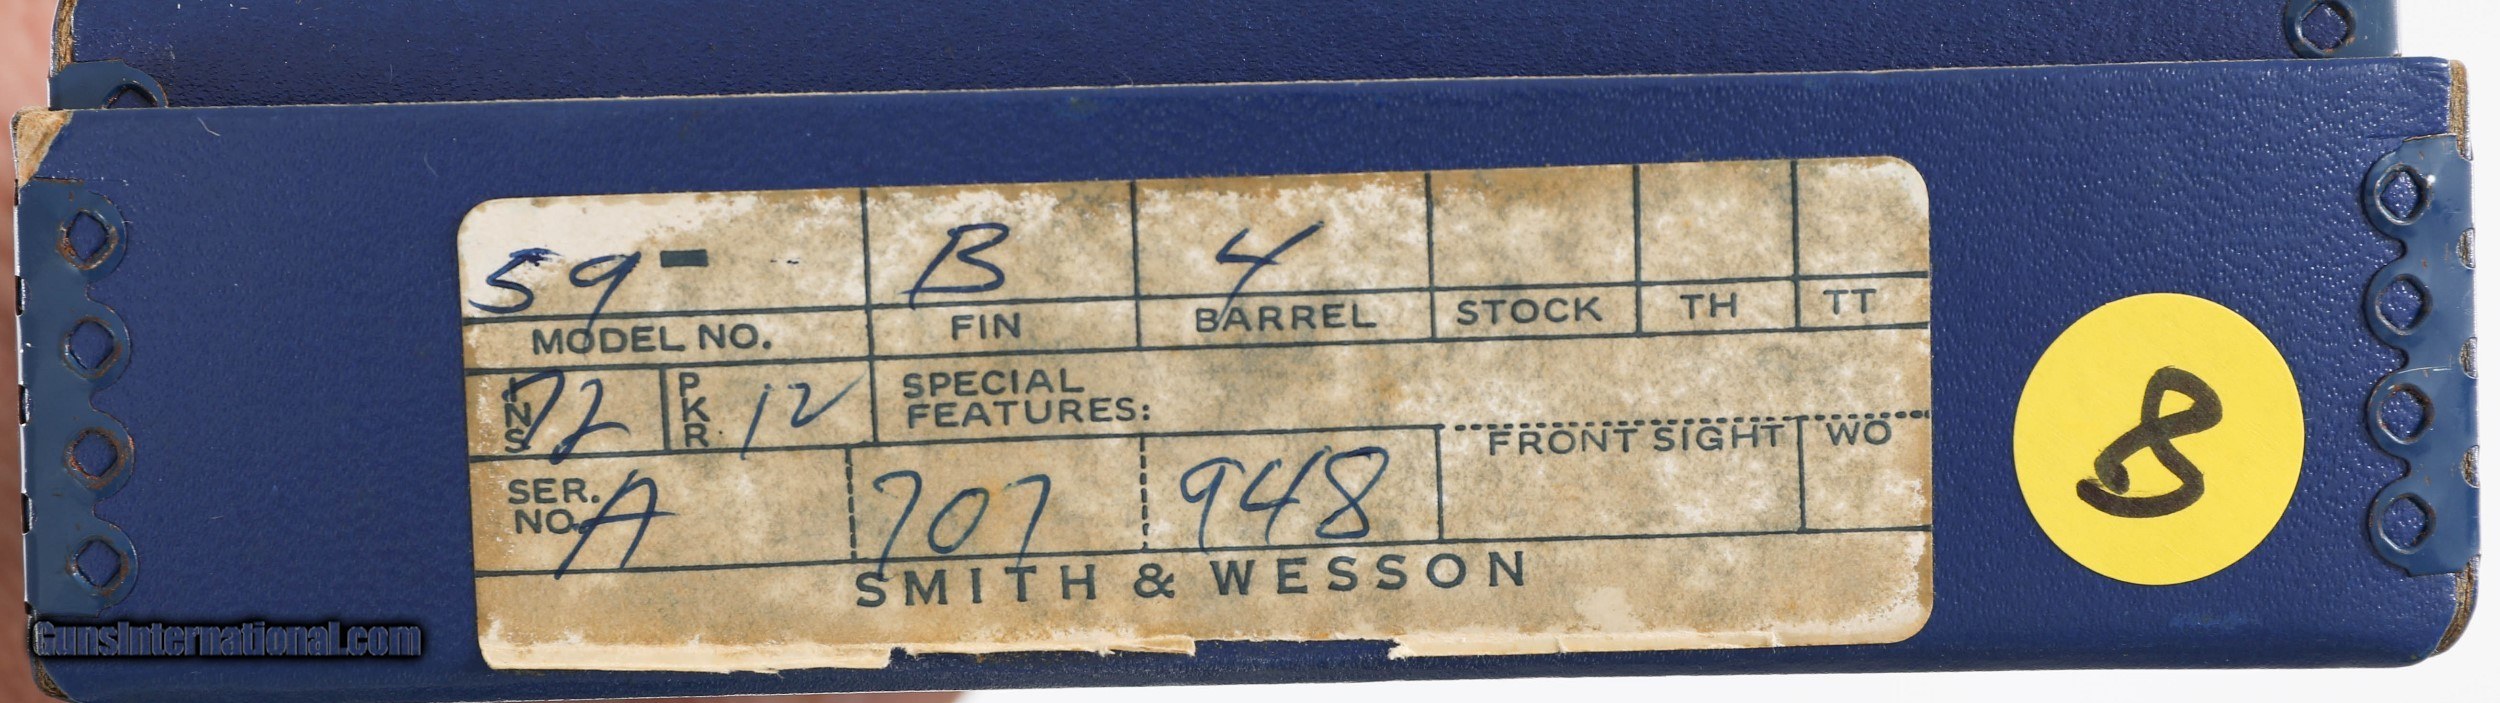 59 - B 4
MODEL NO. FIN BARREL STOCK TH TT
INS 72 PKR 12 SPECIAL
FEATURES:
FRONT SIGHT WO
SER.
NO. A 707 948
SMITH & WESSON
8
GunsInternational.com